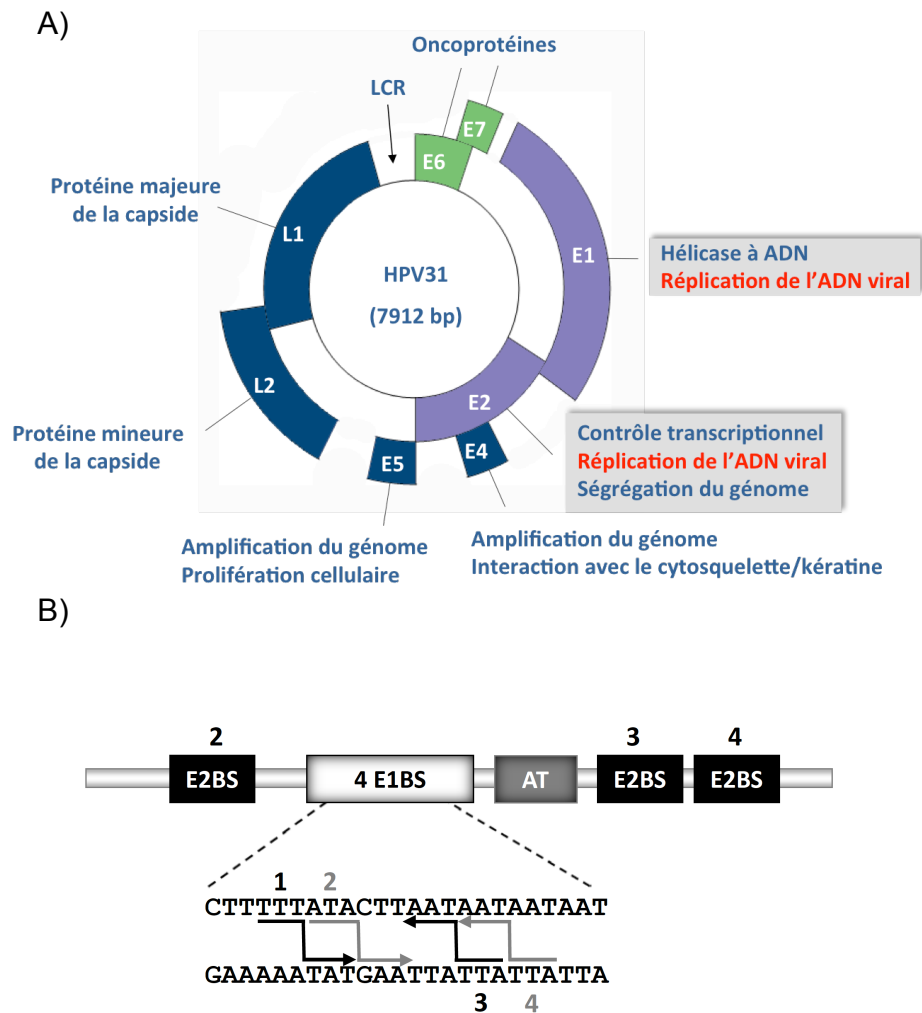 A)
Oncoprotéines
LCR
E7
E6
Protéine majeure
de la capside
L1
E1
HPV31
(7912 bp)
Hélicase à ADN
Réplication de l’ADN viral
L2
E2
Protéine mineure
de la capside
E5
E4
Contrôle transcriptionnel
Réplication de l’ADN viral
Ségrégation du génome
Amplification du génome
Prolifération cellulaire
Amplification du génome
Interaction avec le cytosquelette/kératine
B)
2
3
4
E2BS
4 E1BS
AT
E2BS
E2BS
1
2
CTTTTTATACTTAATAATAATAAT
GAAAAATATGAATTATTATTATTA
3
4